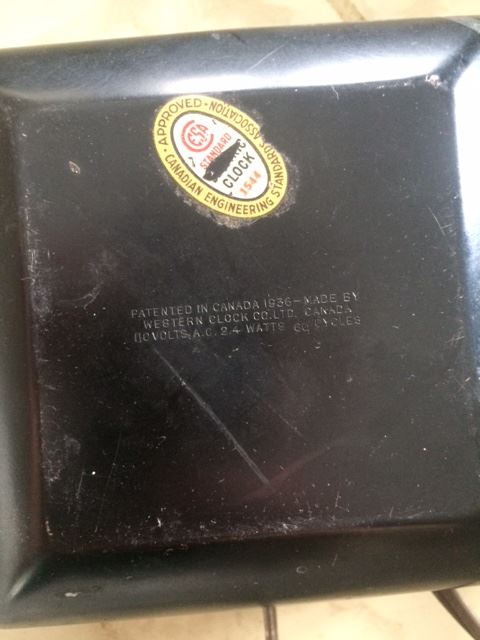 APPROVED · CANADIAN ENGINEERING STANDARDS ASSOCIATION ·
CESA
STANDARD
CLOCK
1544
PATENTED IN CANADA 1936-MADE BY
WESTERN CLOCK CO. LTD. CANADA
110 VOLTS, A.C. 2.4 WATTS 60 CYCLES